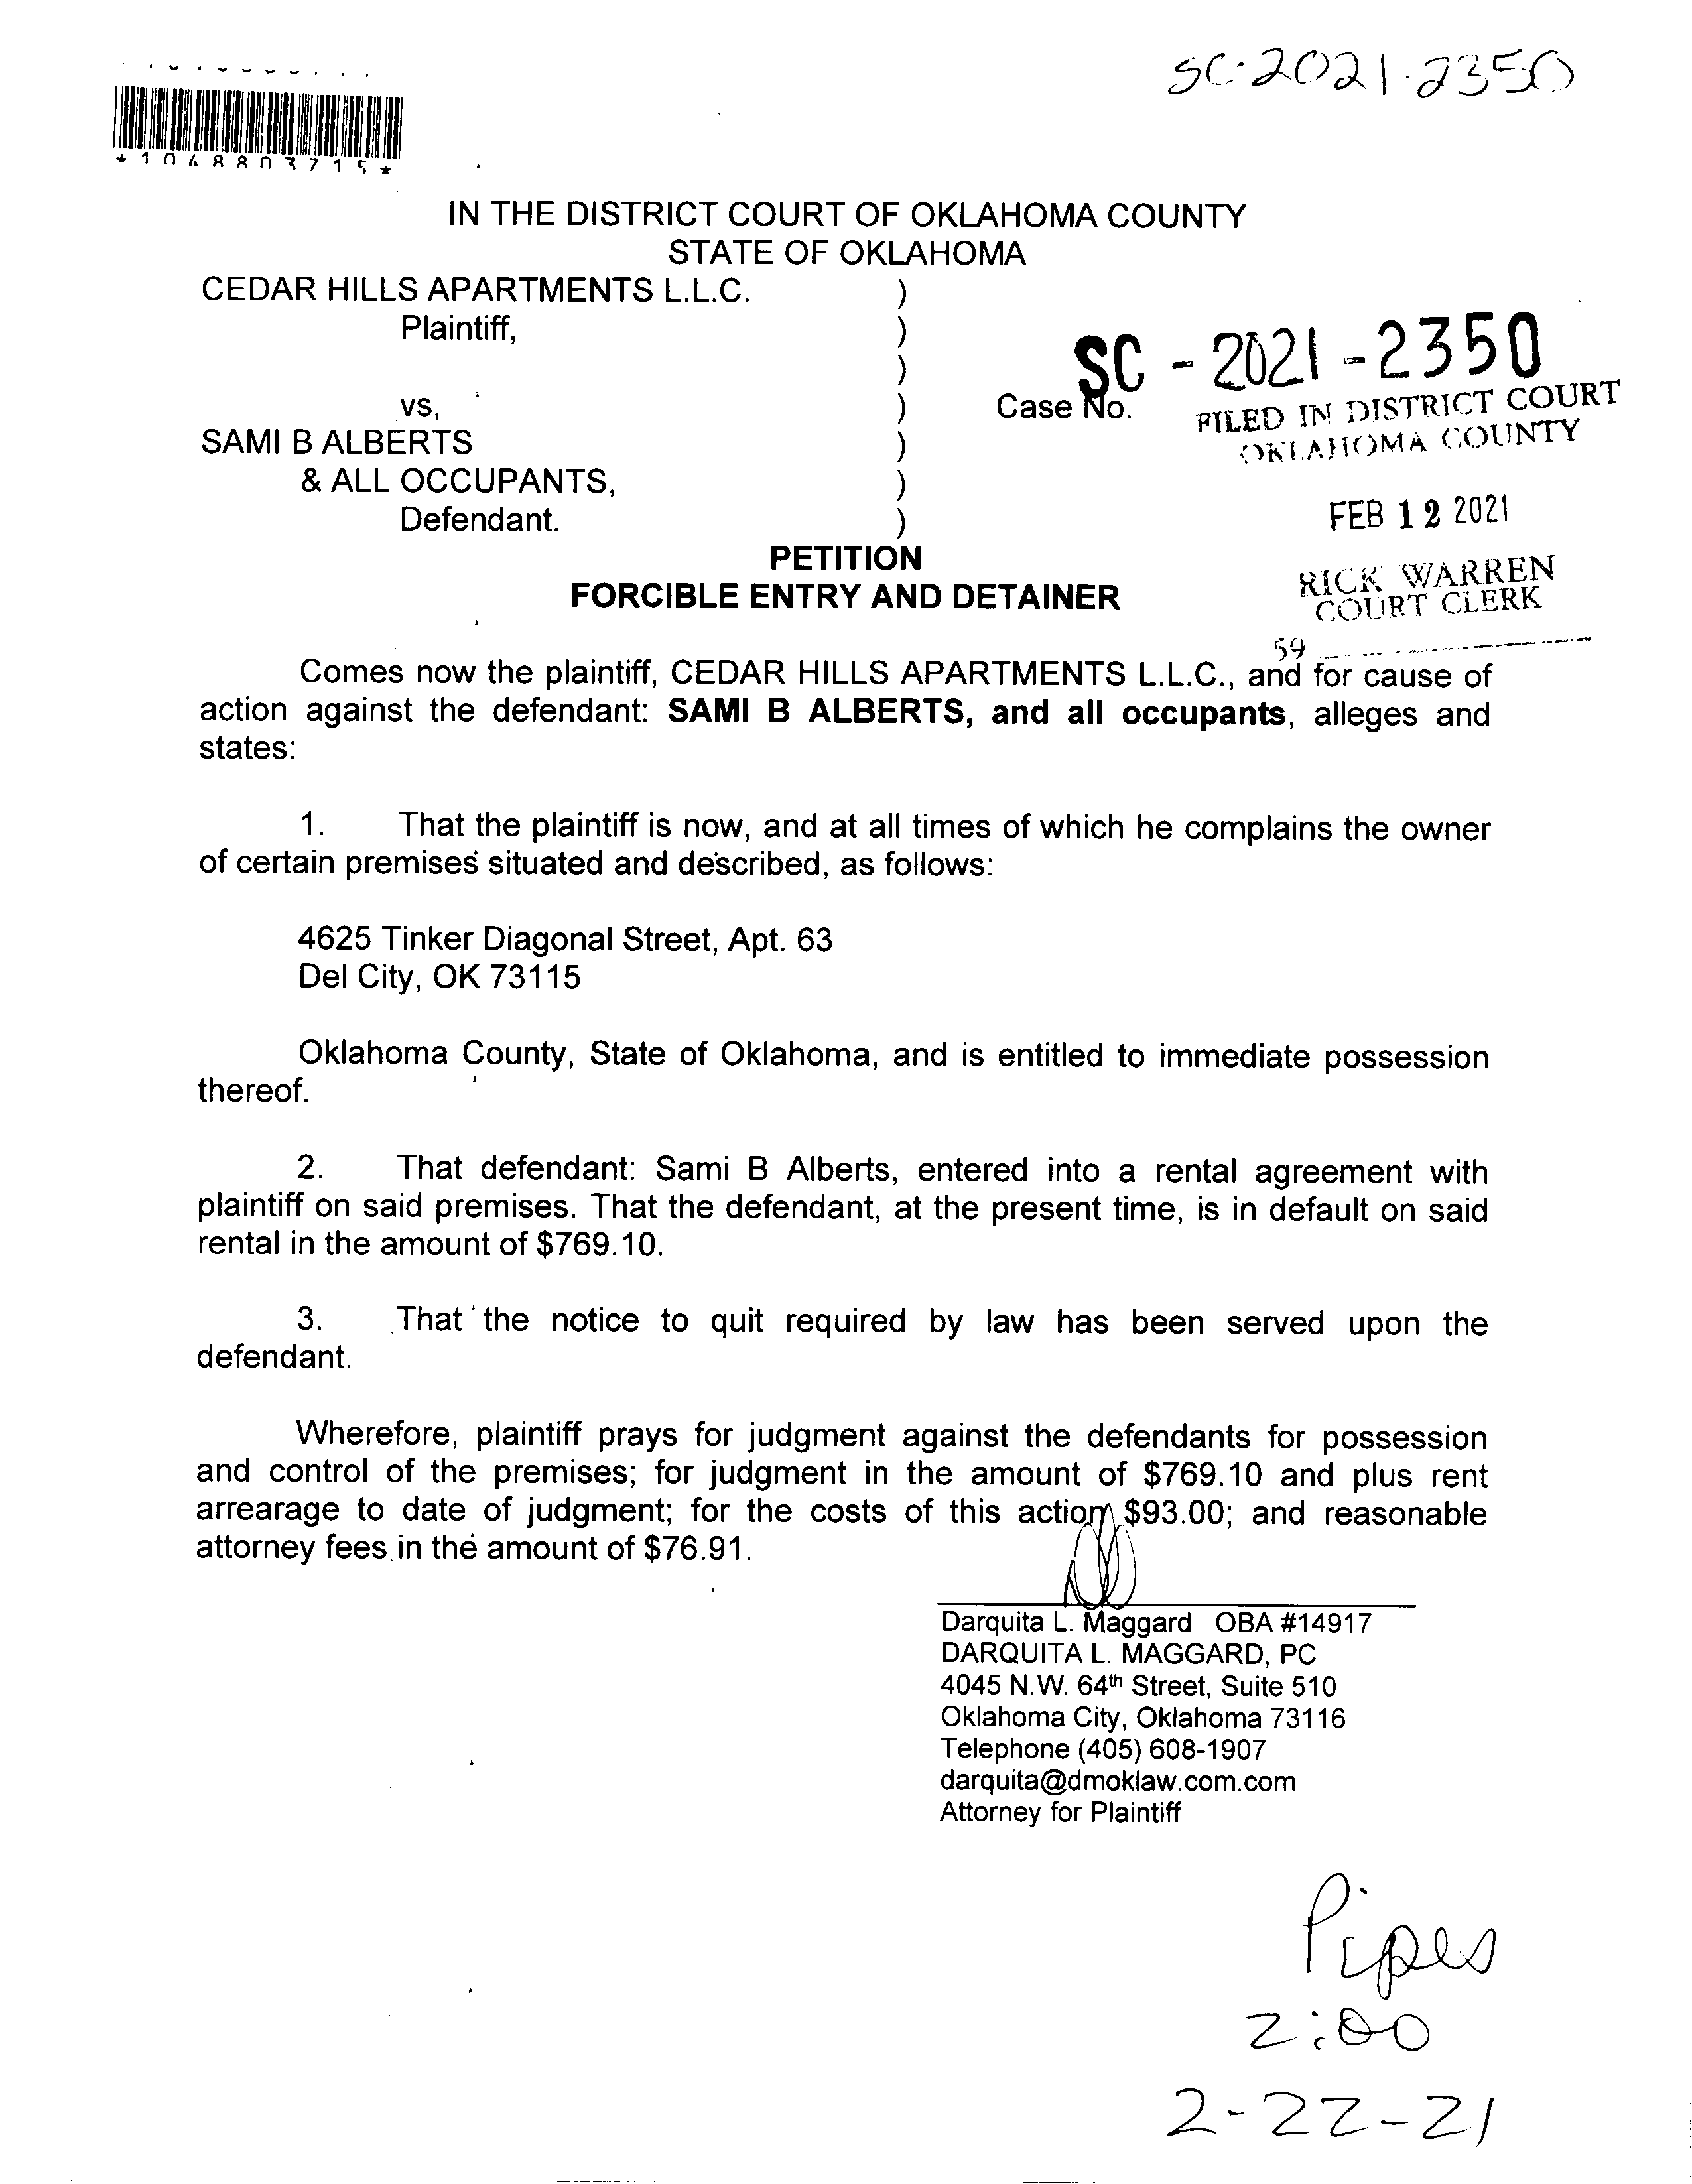 SC-2021-2350
*1048803715*
IN THE DISTRICT COURT OF OKLAHOMA COUNTY
STATE OF OKLAHOMA
CEDAR HILLS APARTMENTS L.L.C. )
Plaintiff, )
)
SC - 2021 - 2350
vs, ) Case No.
FILED IN DISTRICT COURT
OKLAHOMA COUNTY
SAMI B ALBERTS )
& ALL OCCUPANTS, )
Defendant. )
FEB 12 2021
PETITION
FORCIBLE ENTRY AND DETAINER
RICK WARREN
COURT CLERK
59
Comes now the plaintiff, CEDAR HILLS APARTMENTS L.L.C., and for cause of
action against the defendant: SAMI B ALBERTS, and all occupants, alleges and
states:
1. That the plaintiff is now, and at all times of which he complains the owner
of certain premises situated and described, as follows:
4625 Tinker Diagonal Street, Apt. 63
Del City, OK 73115
Oklahoma County, State of Oklahoma, and is entitled to immediate possession
thereof.
2. That defendant: Sami B Alberts, entered into a rental agreement with
plaintiff on said premises. That the defendant, at the present time, is in default on said
rental in the amount of $769.10.
3. That the notice to quit required by law has been served upon the
defendant.
Wherefore, plaintiff prays for judgment against the defendants for possession
and control of the premises; for judgment in the amount of $769.10 and plus rent
arrearage to date of judgment; for the costs of this action $93.00; and reasonable
attorney fees in the amount of $76.91.
Darquita L. Maggard OBA #14917
DARQUITA L. MAGGARD, PC
4045 N.W. 64th Street, Suite 510
Oklahoma City, Oklahoma 73116
Telephone (405) 608-1907
darquita@dmoklaw.com.com
Attorney for Plaintiff
Pipes
2:00
2-22-21